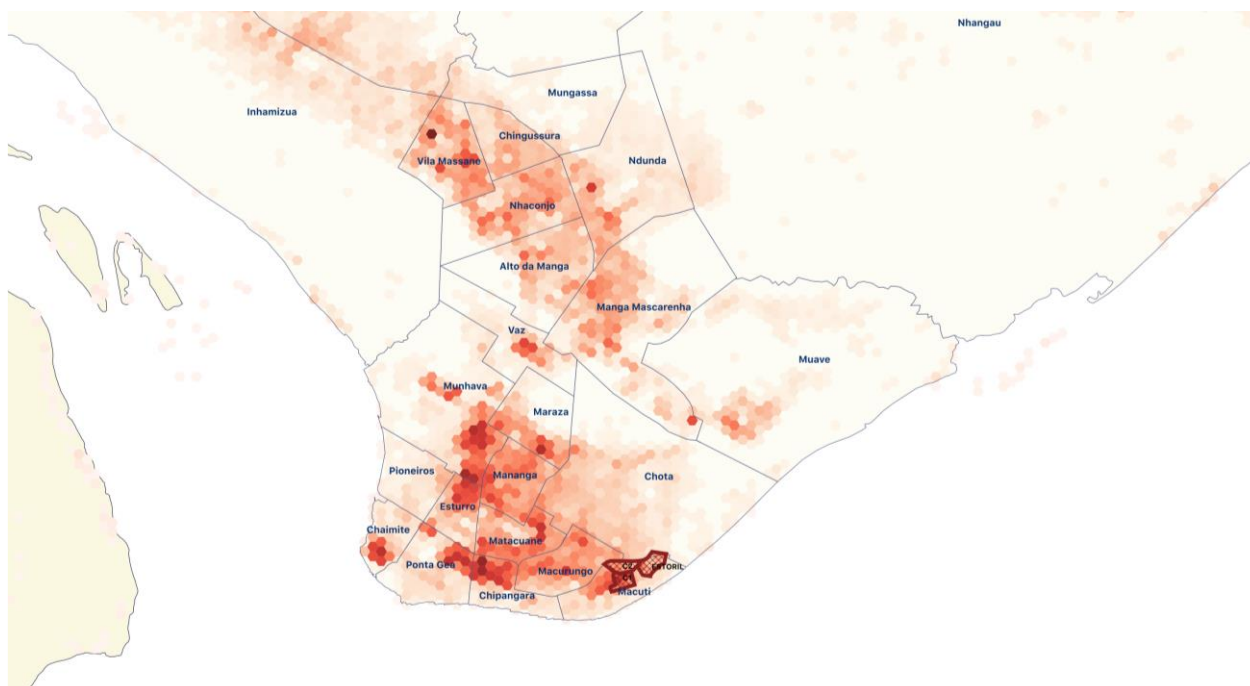 Nhangau
Mungassa
Inhamizua
Chingussura
Vila Massane
Ndunda
Nhaconjo
Alto da Manga
Manga Mascarenha
Vaz
Muave
Munhava
Maraza
Pioneiros
Mananga
Chota
Esturro
Chaimite
Matacuane
Ponta Gea
Macurungo
ESTORIL
Macuti
Chipangara